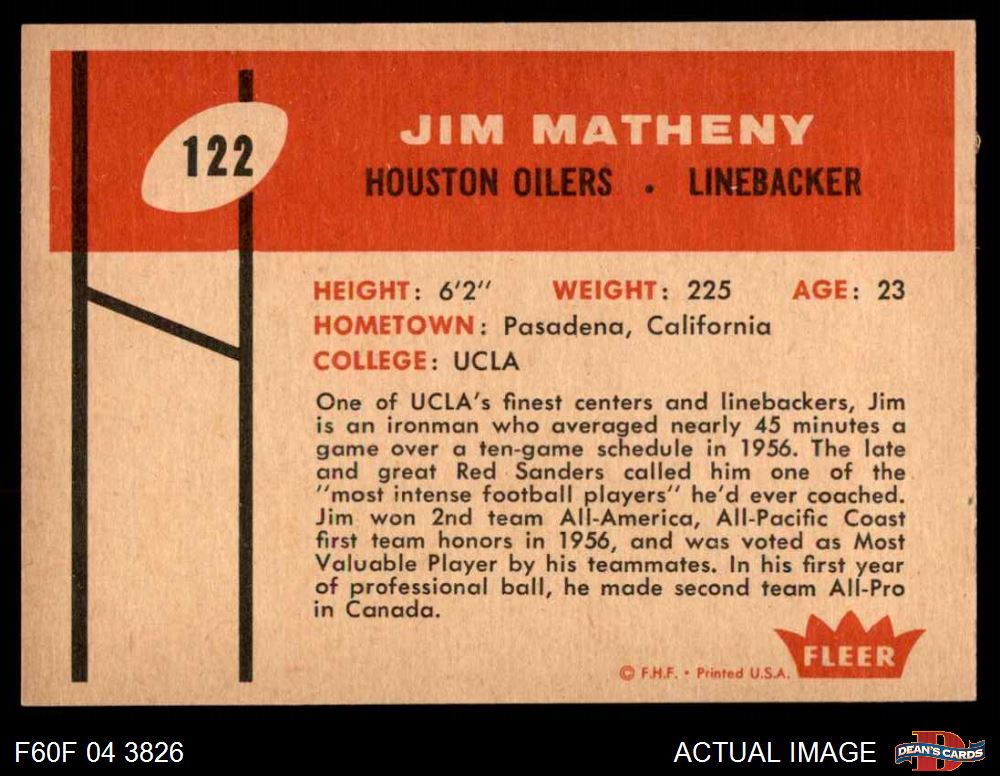 122
JIM MATHENY
HOUSTON OILERS . LINEBACKER
HEIGHT: 6'2" WEIGHT: 225 AGE: 23
HOMETOWN: Pasadena, California
COLLEGE: UCLA
One of UCLA's finest centers and linebackers, Jim
is an ironman who averaged nearly 45 minutes a
game over a ten-game schedule in 1956. The late
and great Red Sanders called him one of the
"most intense football players" he'd ever coached.
Jim won 2nd team All-America, All-Pacific Coast
first team honors in 1956, and was voted as Most
Valuable Player by his teammates. In his first year
of professional ball, he made second team All-Pro
in Canada.
FLEER
© F.H.F. • Printed U.S.A.
F60F 04 3826 ACTUAL IMAGE D DEAN'S CARDS